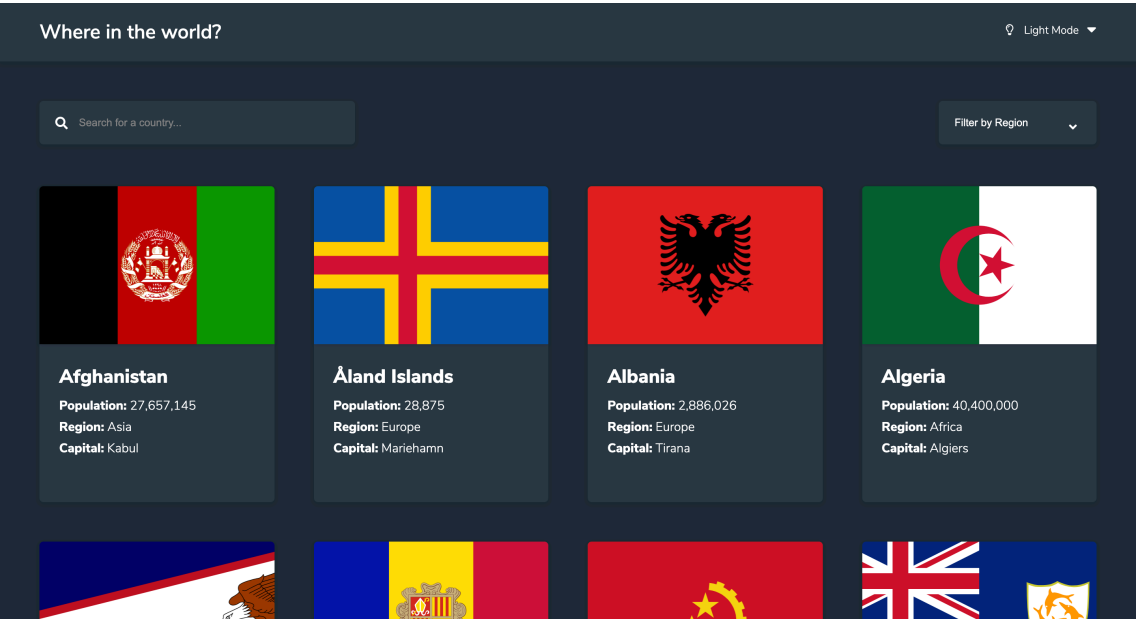 Where in the world?
Light Mode
Search for a country...
Filter by Region
Afghanistan
Population: 27,657,145
Region: Asia
Capital: Kabul
Åland Islands
Population: 28,875
Region: Europe
Capital: Mariehamn
Albania
Population: 2,886,026
Region: Europe
Capital: Tirana
Algeria
Population: 40,400,000
Region: Africa
Capital: Algiers